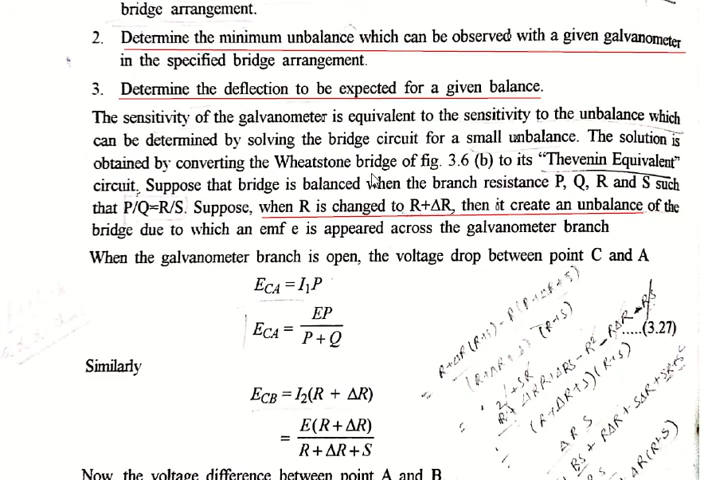 bridge arrangement.
2. Determine the minimum unbalance which can be observed with a given galvanometer
in the specified bridge arrangement.
3. Determine the deflection to be expected for a given balance.
The sensitivity of the galvanometer is equivalent to the sensitivity to the unbalance which
can be determined by solving the bridge circuit for a small unbalance. The solution is
obtained by converting the Wheatstone bridge of fig. 3.6 (b) to its “Thevenin Equivalent”
circuit. Suppose that bridge is balanced when the branch resistance P, Q, R and S such
that P/Q=R/S. Suppose, when R is changed to R+ΔR, then it create an unbalance of the
bridge due to which an emf e is appeared across the galvanometer branch
When the galvanometer branch is open, the voltage drop between point C and A
E_CA = I₁P
E_CA = EP / (P + Q) .....(3.27)
Similarly
E_CB = I₂(R + ΔR)
= E(R + ΔR) / (R + ΔR + S)
Now the voltage difference between point A and B